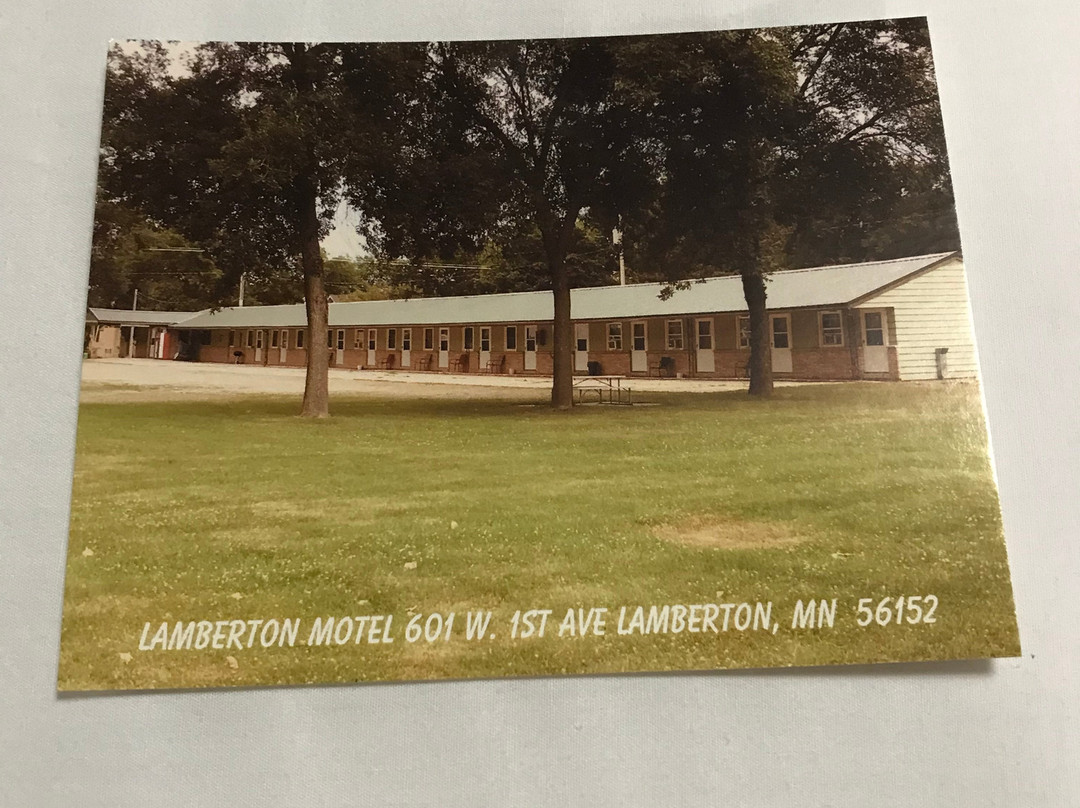 LAMBERTON MOTEL 601 W. 1ST AVE LAMBERTON, MN 56152